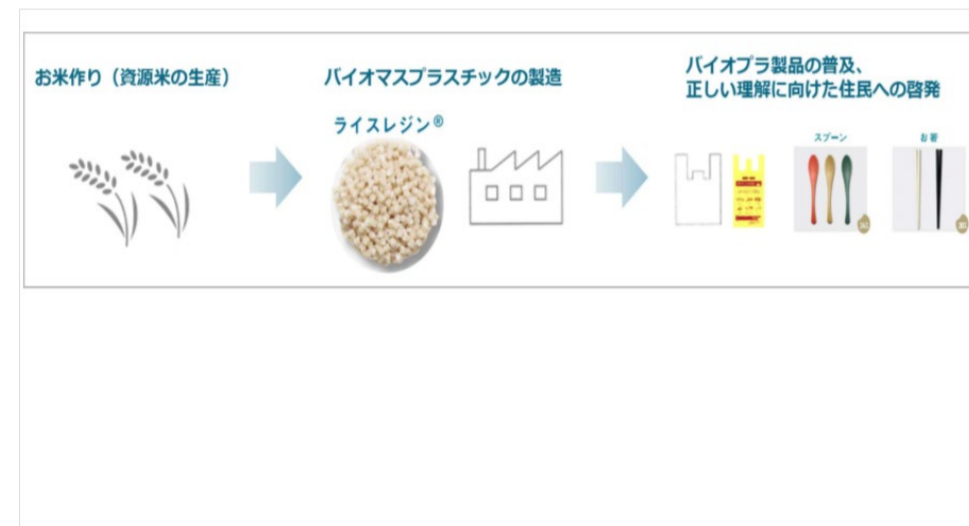 お米作り（資源米の生産）
バイオマスプラスチックの製造
ライスレジン®
バイオプラ製品の普及、
正しい理解に向けた住民への啓発
スプーン
お箸